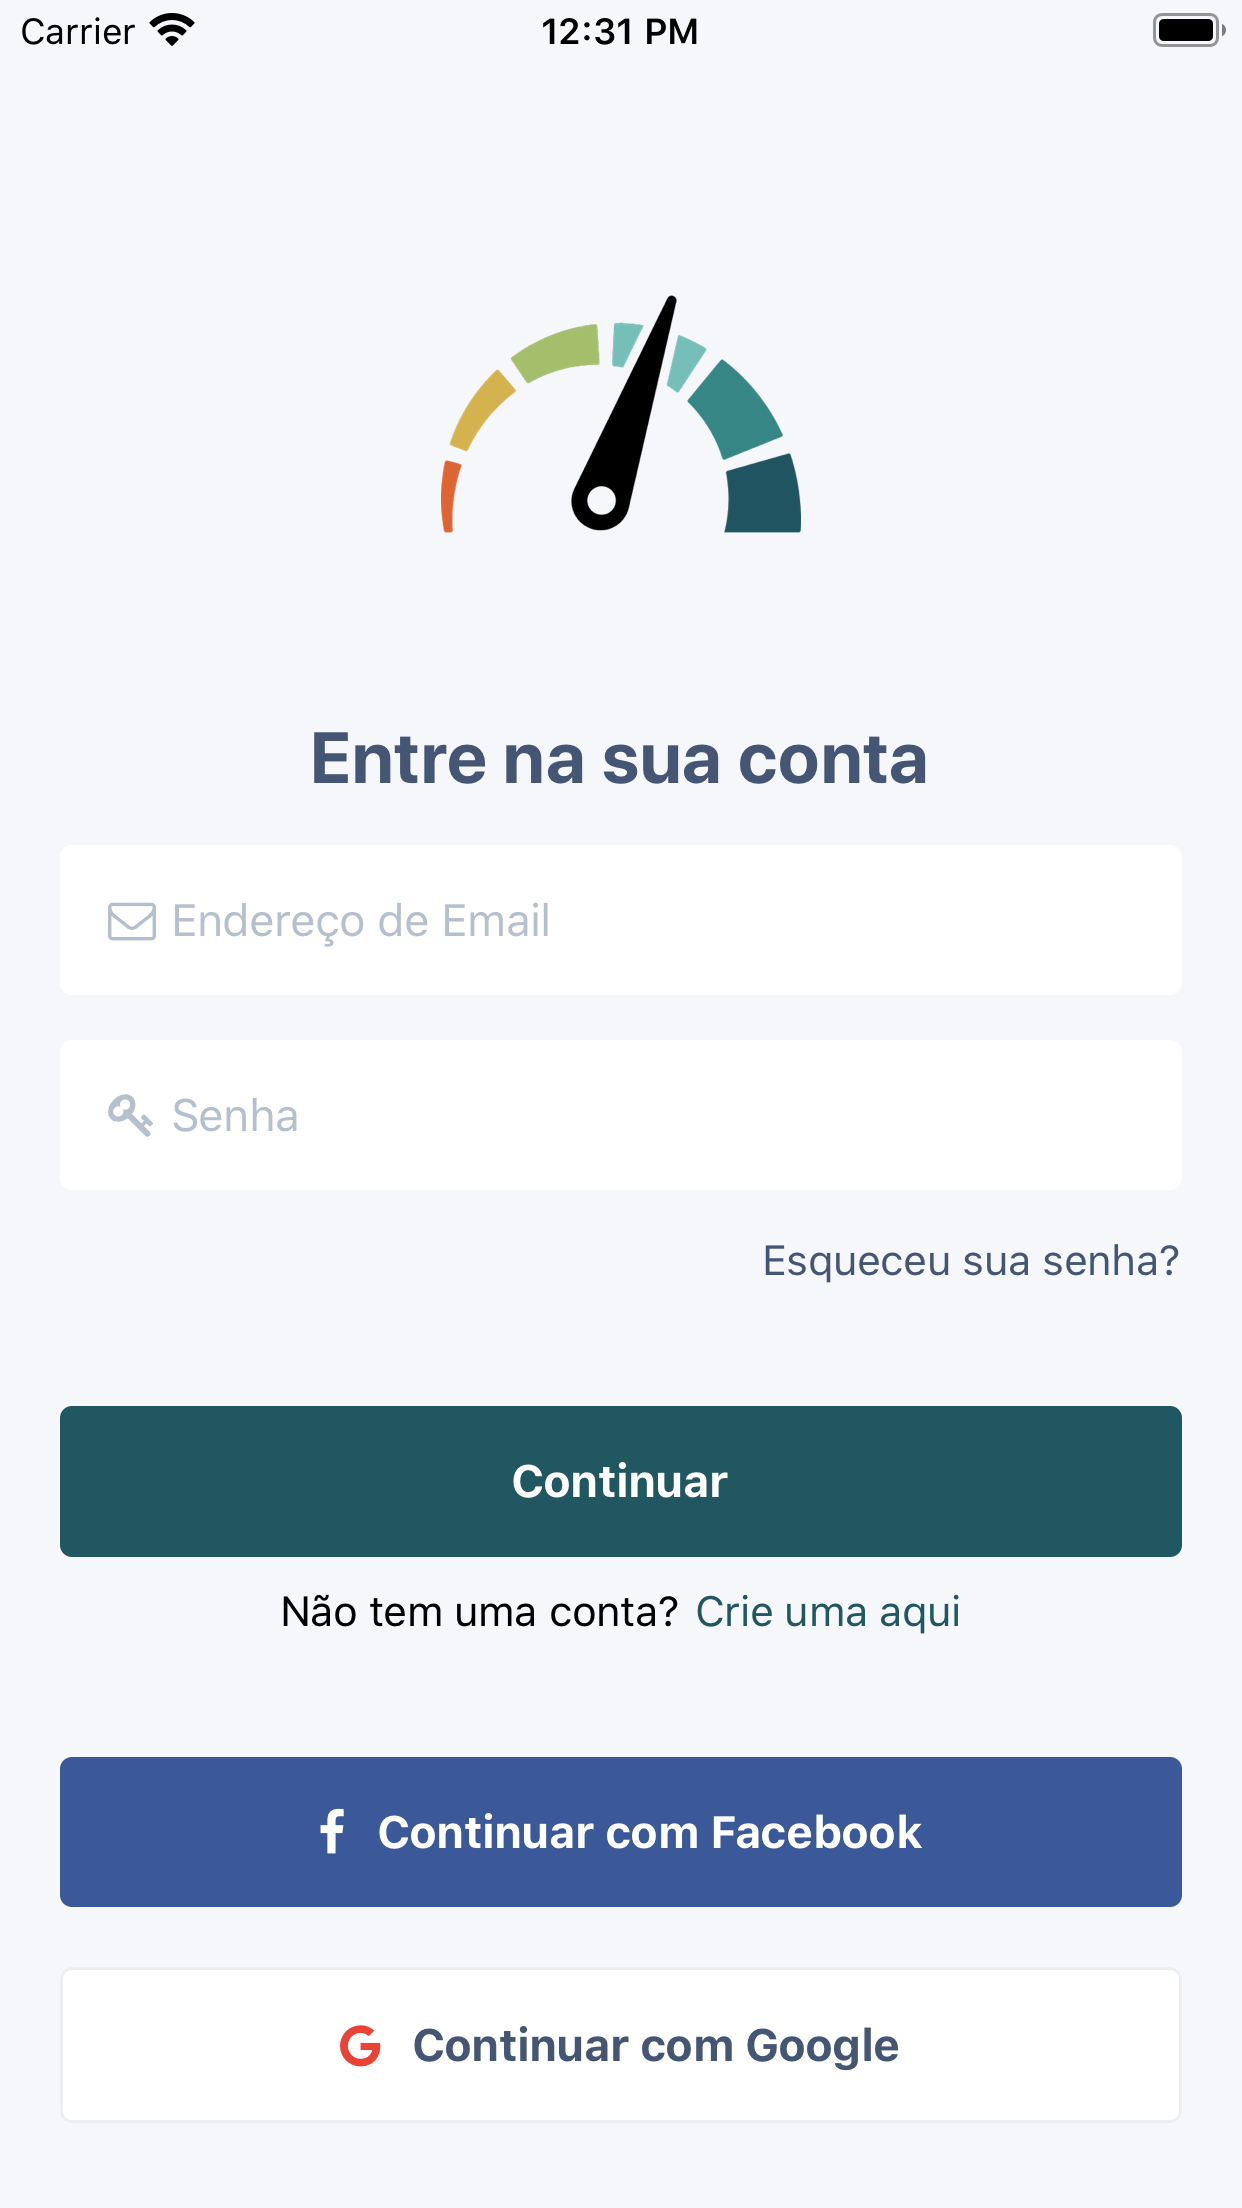 Carrier 12:31 PM
Entre na sua conta
Endereço de Email
Senha
Esqueceu sua senha?
Continuar
Não tem uma conta? Crie uma aqui
Continuar com Facebook
Continuar com Google